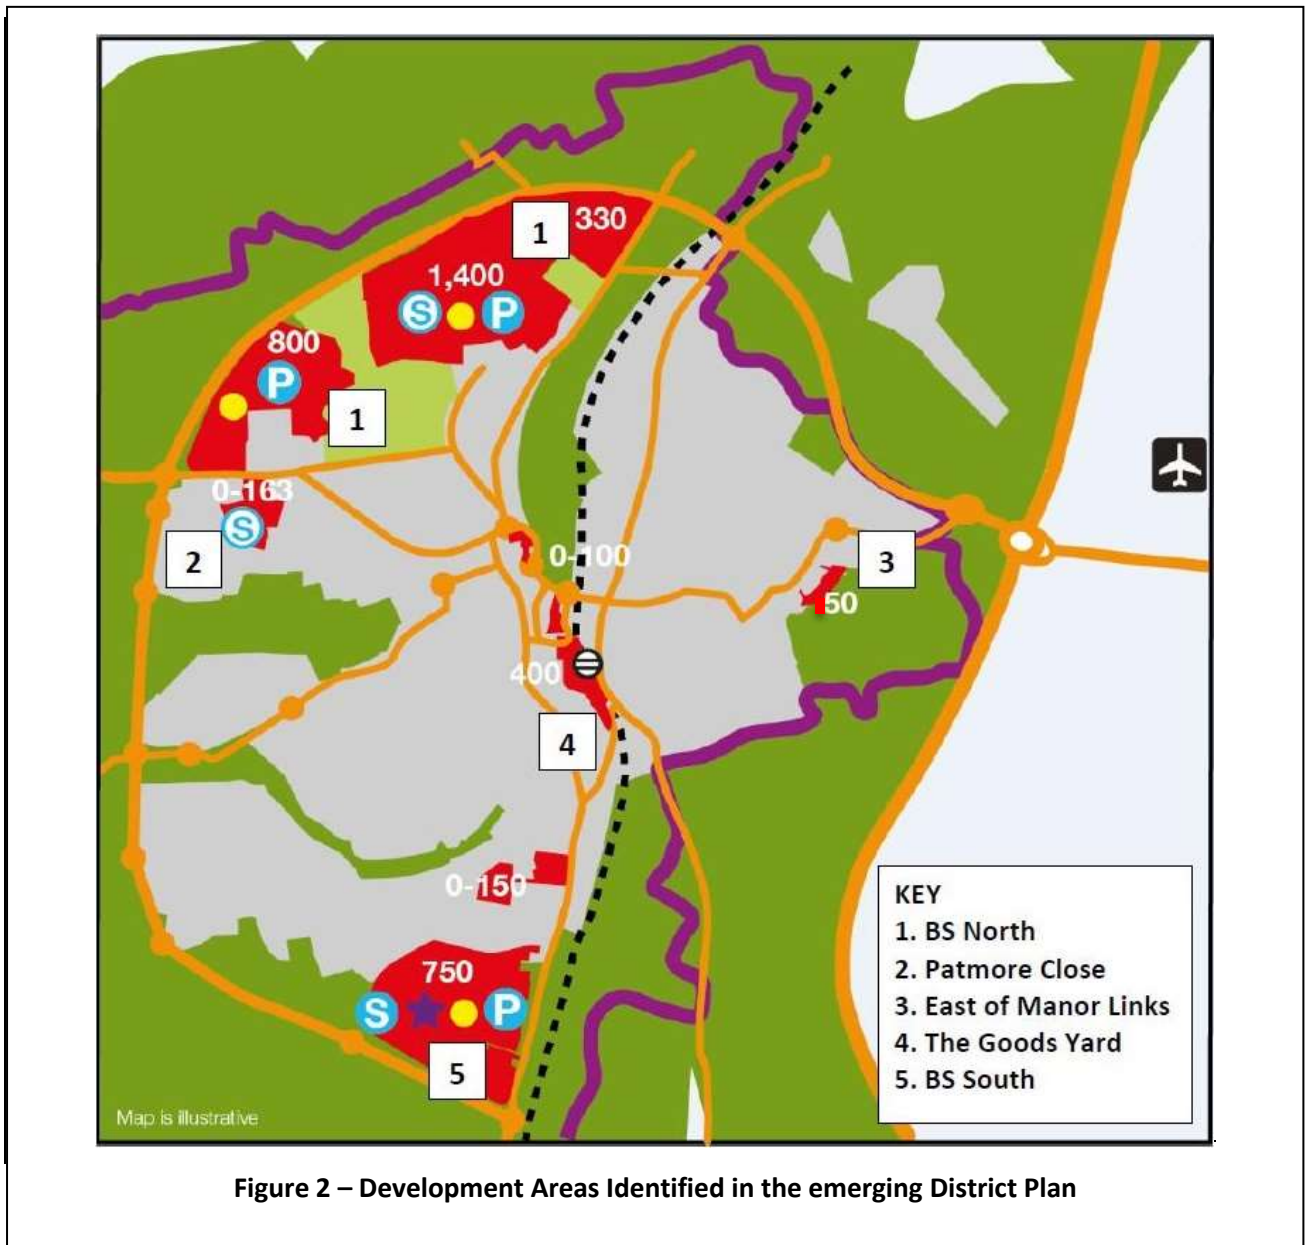 330
1
1,400
S
P
800
P
1
0-163
S
2
0-100
3
50
400
4
0-150
750
S
P
5
KEY
1. BS North
2. Patmore Close
3. East of Manor Links
4. The Goods Yard
5. BS South
Map is illustrative
Figure 2 – Development Areas Identified in the emerging District Plan